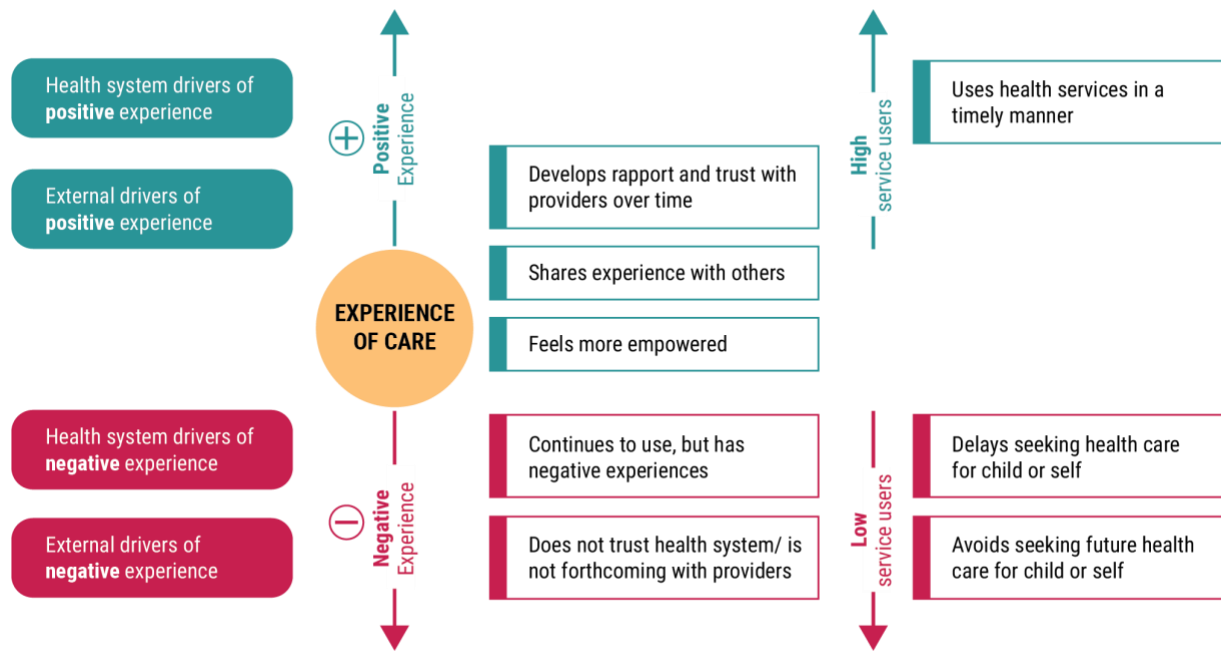 Health system drivers of
positive experience
External drivers of
positive experience
Positive
Experience
EXPERIENCE
OF CARE
Develops rapport and trust with
providers over time
Shares experience with others
Feels more empowered
High
service users
Uses health services in a
timely manner
Health system drivers of
negative experience
External drivers of
negative experience
Negative
Experience
Continues to use, but has
negative experiences
Does not trust health system/ is
not forthcoming with providers
Low
service users
Delays seeking health care
for child or self
Avoids seeking future health
care for child or self